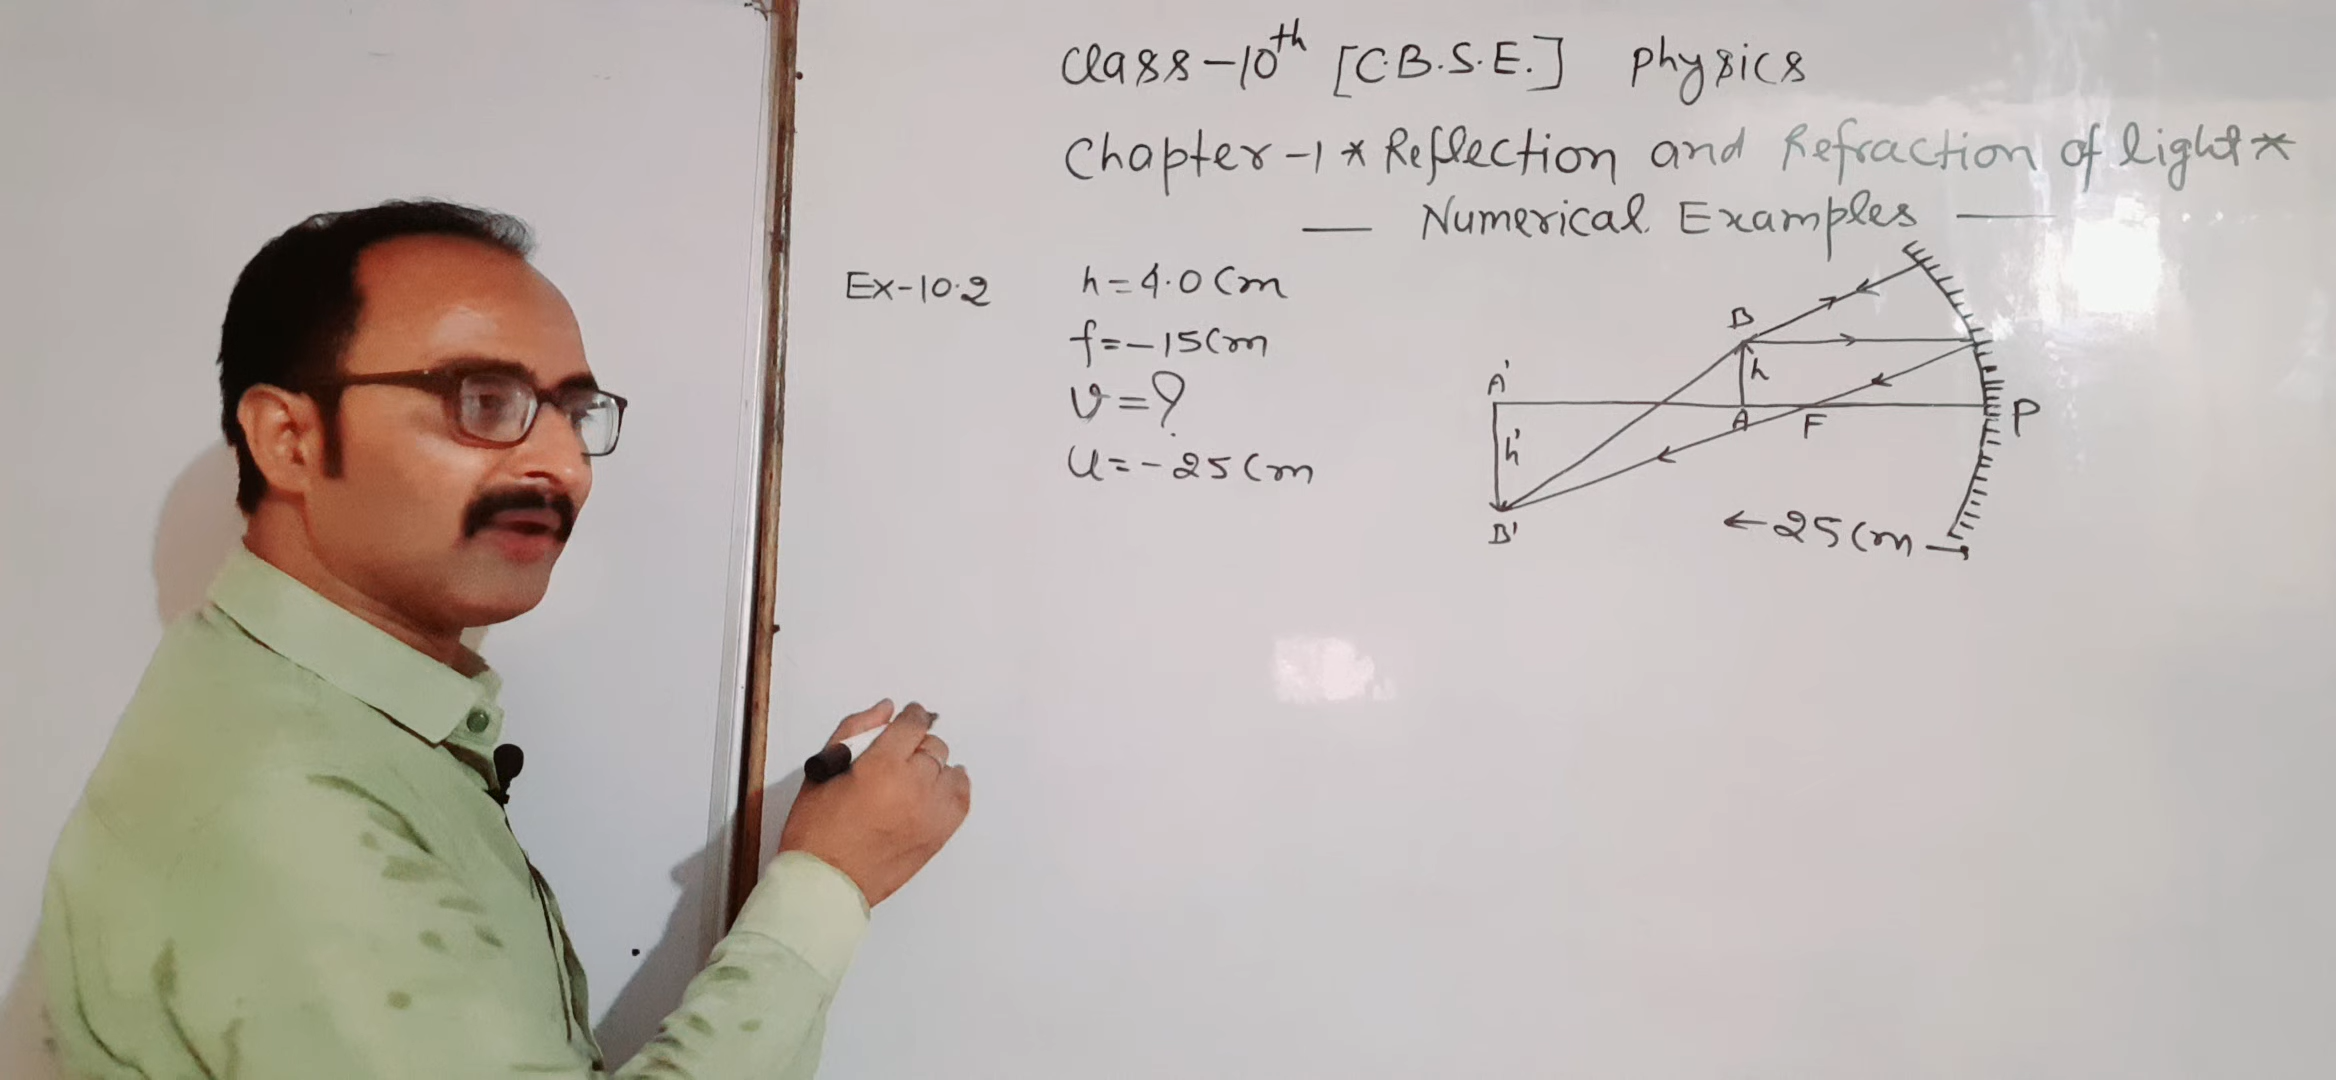 Class-10th [C.B.S.E.] Physics
Chapter-1 * Reflection and Refraction of light *
— Numerical Examples —
Ex-10.2
h=4.0 Cm
f=-15Cm
v=?
u=-25Cm
B
h
A'
A
F
P
h'
B'
←25Cm→